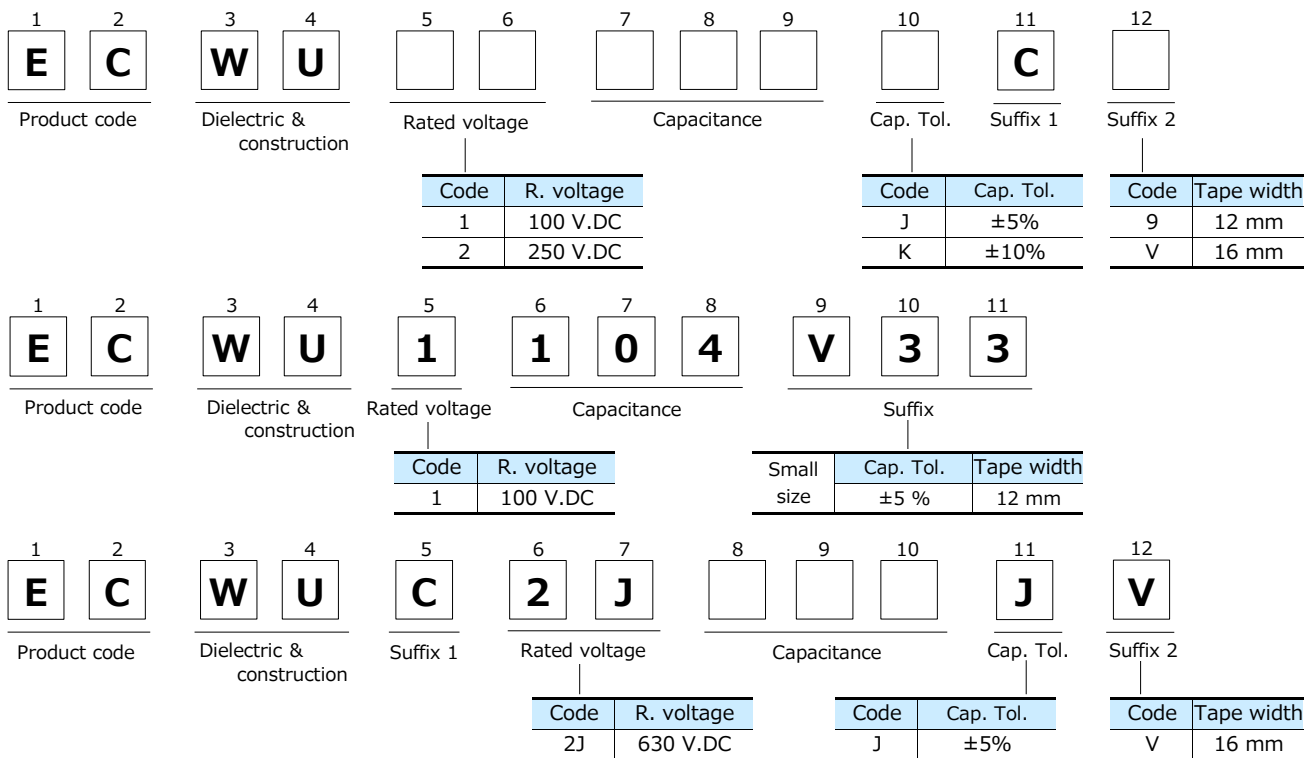 1 2 3 4 5 6 7 8 9 10 11 12
E C W U C
Product code Dielectric & construction Rated voltage Capacitance Cap. Tol. Suffix 1 Suffix 2
Code R. voltage Code Cap. Tol. Code Tape width
1 100 V.DC J ±5% 9 12 mm
2 250 V.DC K ±10% V 16 mm
1 2 3 4 5 6 7 8 9 10 11
E C W U 1 1 0 4 V 3 3
Product code Dielectric & construction Rated voltage Capacitance Suffix
Code R. voltage Small size Cap. Tol. Tape width
1 100 V.DC ±5 % 12 mm
1 2 3 4 5 6 7 8 9 10 11 12
E C W U C 2 J J V
Product code Dielectric & construction Suffix 1 Rated voltage Capacitance Cap. Tol. Suffix 2
Code R. voltage Code Cap. Tol. Code Tape width
2J 630 V.DC J ±5% V 16 mm